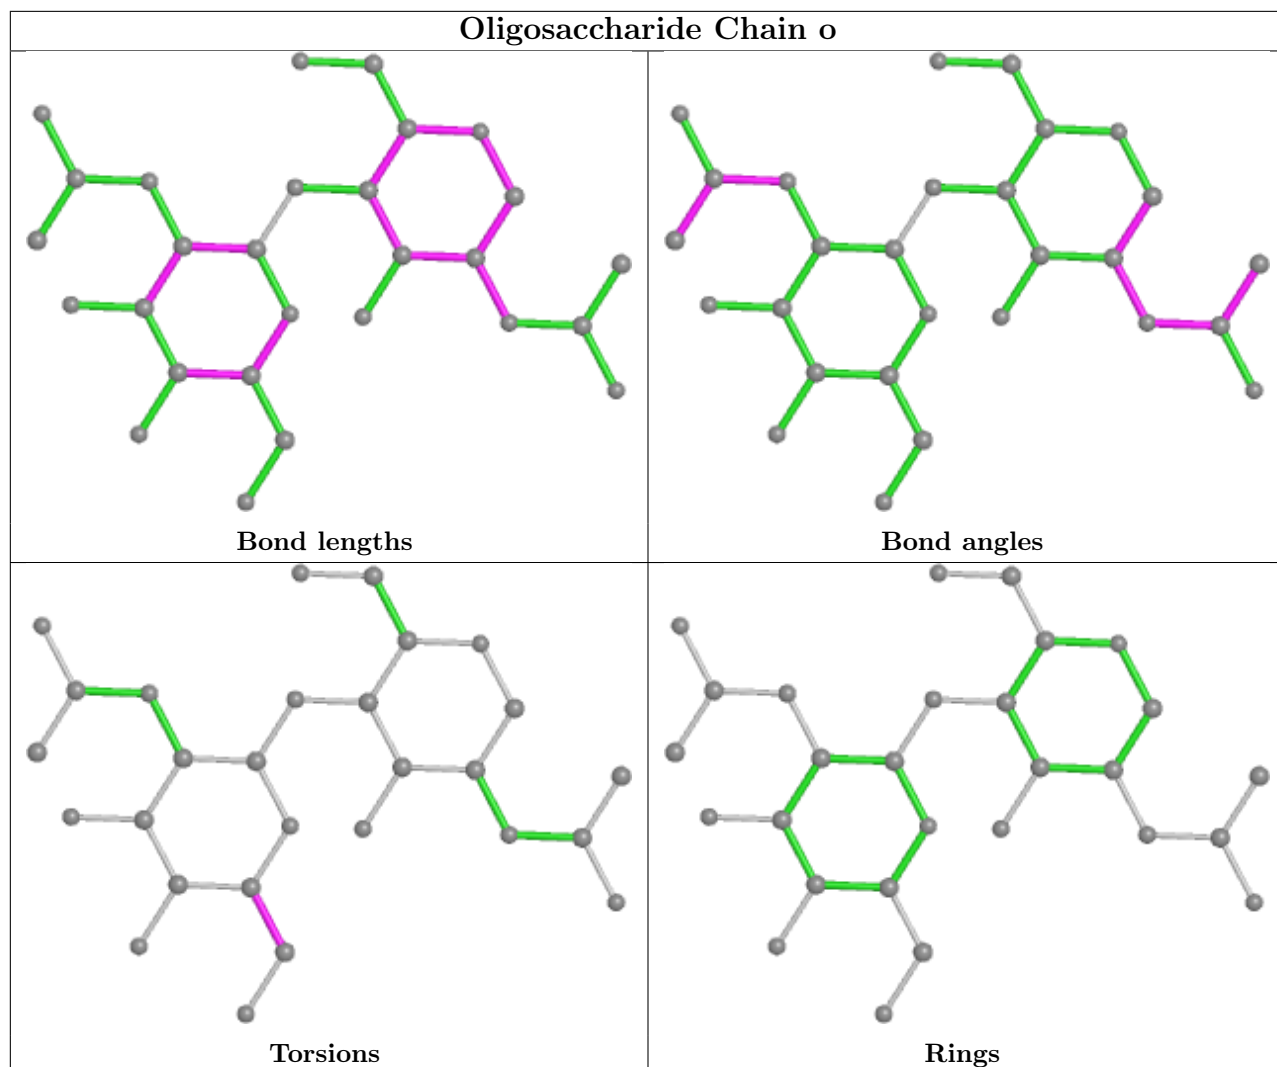 Oligosaccharide Chain o
Bond lengths
Bond angles
Torsions
Rings